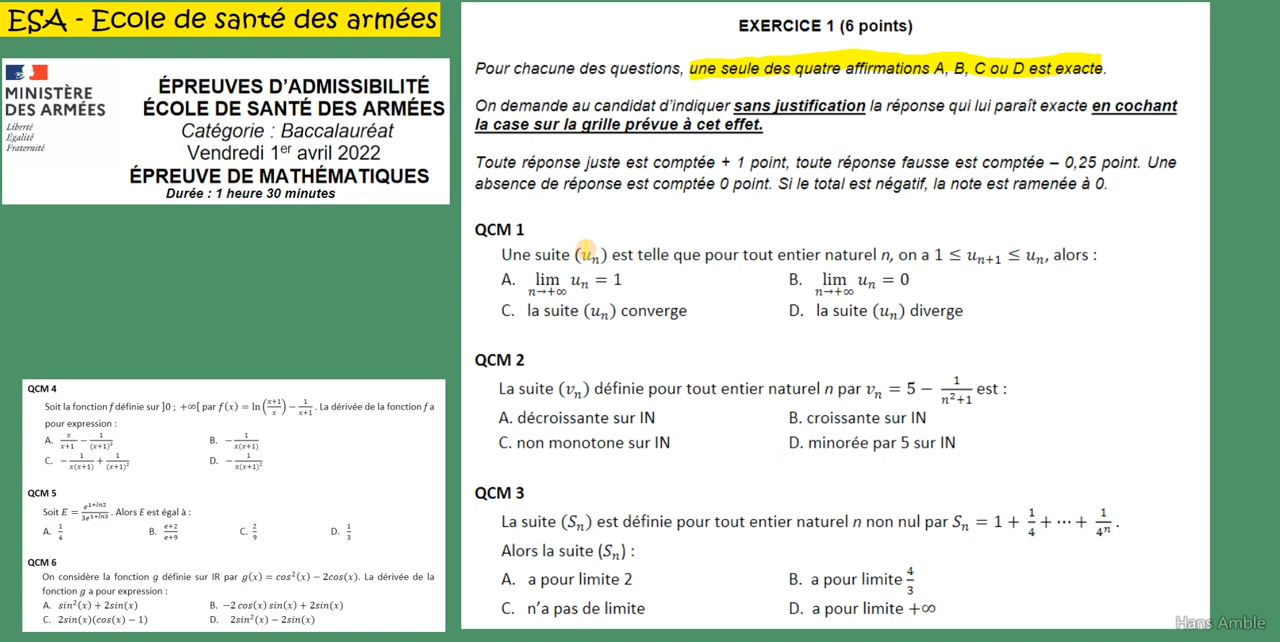 ESA - Ecole de santé des armées
MINISTÈRE
DES ARMÉES
Liberté
Égalité
Fraternité
ÉPREUVES D'ADMISSIBILITÉ
ÉCOLE DE SANTÉ DES ARMÉES
Catégorie : Baccalauréat
Vendredi 1er avril 2022
ÉPREUVE DE MATHÉMATIQUES
Durée : 1 heure 30 minutes
QCM 4
Soit la fonction f définie sur ]0 ; +∞[ par f(x) = ln((x+1)/x) − 1/(x+1). La dérivée de la fonction f a
pour expression :
A. x/(x+1) − 1/(x+1)² B. − 1/(x(x+1))
C. − 1/(x(x+1)) + 1/(x+1)² D. − 1/(x(x+1)²)
QCM 5
Soit E = e^(1+ln2)/(3e^(1+ln3)). Alors E est égal à :
A. 1/4 B. (e+2)/(e+9) C. 2/9 D. 1/3
QCM 6
On considère la fonction g définie sur IR par g(x) = cos²(x) − 2cos(x). La dérivée de la
fonction g a pour expression :
A. sin²(x) + 2sin(x) B. −2 cos(x) sin(x) + 2sin(x)
C. 2sin(x)(cos(x) − 1) D. 2sin²(x) − 2sin(x)
EXERCICE 1 (6 points)
Pour chacune des questions, une seule des quatre affirmations A, B, C ou D est exacte.
On demande au candidat d'indiquer sans justification la réponse qui lui paraît exacte en cochant
la case sur la grille prévue à cet effet.
Toute réponse juste est comptée + 1 point, toute réponse fausse est comptée – 0,25 point. Une
absence de réponse est comptée 0 point. Si le total est négatif, la note est ramenée à 0.
QCM 1
Une suite (uₙ) est telle que pour tout entier naturel n, on a 1 ≤ uₙ₊₁ ≤ uₙ, alors :
A. lim n→+∞ uₙ = 1 B. lim n→+∞ uₙ = 0
C. la suite (uₙ) converge D. la suite (uₙ) diverge
QCM 2
La suite (vₙ) définie pour tout entier naturel n par vₙ = 5 − 1/(n²+1) est :
A. décroissante sur IN B. croissante sur IN
C. non monotone sur IN D. minorée par 5 sur IN
QCM 3
La suite (Sₙ) est définie pour tout entier naturel n non nul par Sₙ = 1 + 1/4 + ⋯ + 1/4ⁿ.
Alors la suite (Sₙ) :
A. a pour limite 2 B. a pour limite 4/3
C. n'a pas de limite D. a pour limite +∞
Hans Amble